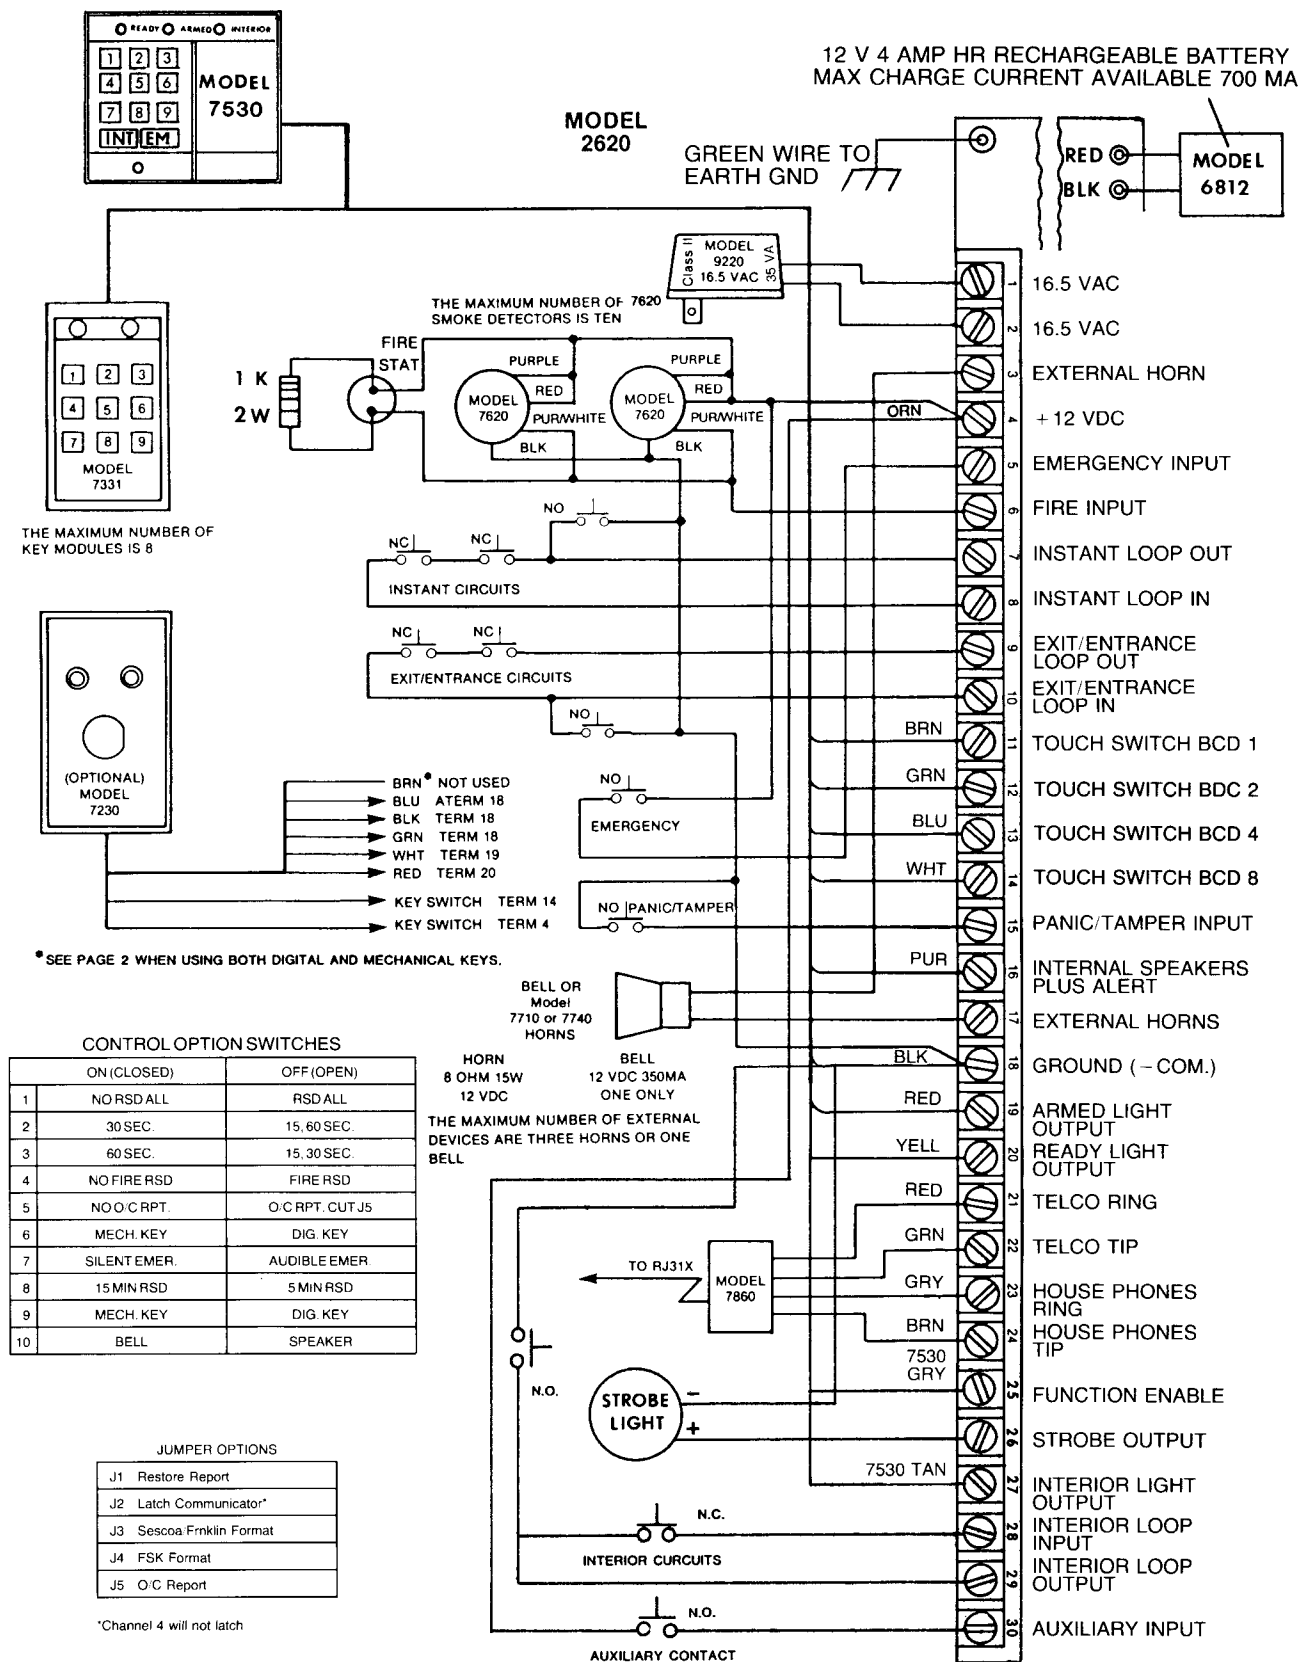 READY ARMED INTERIOR
1 2 3
4 5 6
7 8 9
INT EM
MODEL
7530
12 V 4 AMP HR RECHARGEABLE BATTERY
MAX CHARGE CURRENT AVAILABLE 700 MA
MODEL
2620
GREEN WIRE TO
EARTH GND
RED
BLK
MODEL
6812
Class II
MODEL
9220
16.5 VAC
35 VA
THE MAXIMUM NUMBER OF 7620
SMOKE DETECTORS IS TEN
FIRE
STAT
1 K
2W
PURPLE
RED
PUR/WHITE
BLK
MODEL
7620
PURPLE
RED
PUR/WHITE
BLK
MODEL
7620
ORN
1 2 3
4 5 6
7 8 9
MODEL
7331
THE MAXIMUM NUMBER OF
KEY MODULES IS 8
NO
NC
NC
INSTANT CIRCUITS
NC
NC
EXIT/ENTRANCE CIRCUITS
NO
(OPTIONAL)
MODEL
7230
BRN* NOT USED
BLU ATERM 18
BLK TERM 18
GRN TERM 18
WHT TERM 19
RED TERM 20
KEY SWITCH TERM 14
KEY SWITCH TERM 4
NO
EMERGENCY
NO PANIC/TAMPER
*SEE PAGE 2 WHEN USING BOTH DIGITAL AND MECHANICAL KEYS.
BELL OR
Model
7710 or 7740
HORNS
HORN
8 OHM 15W
12 VDC
BELL
12 VDC 350MA
ONE ONLY
THE MAXIMUM NUMBER OF EXTERNAL
DEVICES ARE THREE HORNS OR ONE
BELL
CONTROL OPTION SWITCHES
ON (CLOSED) OFF (OPEN)
1 NO RSD ALL RSD ALL
2 30 SEC. 15, 60 SEC.
3 60 SEC. 15, 30 SEC.
4 NO FIRE RSD FIRE RSD
5 NO O/C RPT. O/C RPT. CUT J5
6 MECH. KEY DIG. KEY
7 SILENT EMER. AUDIBLE EMER.
8 15 MIN RSD 5 MIN RSD
9 MECH. KEY DIG. KEY
10 BELL SPEAKER
JUMPER OPTIONS
J1 Restore Report
J2 Latch Communicator*
J3 Sescoa/Frnklin Format
J4 FSK Format
J5 O/C Report
*Channel 4 will not latch
TO RJ31X
MODEL
7860
N.O.
STROBE
LIGHT
-
+
N.C.
INTERIOR CURCUITS
N.O.
AUXILIARY CONTACT
1 16.5 VAC
2 16.5 VAC
3 EXTERNAL HORN
4 +12 VDC
5 EMERGENCY INPUT
6 FIRE INPUT
7 INSTANT LOOP OUT
8 INSTANT LOOP IN
9 EXIT/ENTRANCE
LOOP OUT
10 EXIT/ENTRANCE
LOOP IN
BRN 11 TOUCH SWITCH BCD 1
GRN 12 TOUCH SWITCH BDC 2
BLU 13 TOUCH SWITCH BCD 4
WHT 14 TOUCH SWITCH BCD 8
15 PANIC/TAMPER INPUT
PUR 16 INTERNAL SPEAKERS
PLUS ALERT
17 EXTERNAL HORNS
BLK 18 GROUND (-COM.)
RED 19 ARMED LIGHT
OUTPUT
YELL 20 READY LIGHT
OUTPUT
RED 21 TELCO RING
GRN 22 TELCO TIP
GRY 23 HOUSE PHONES
RING
BRN 24 HOUSE PHONES
TIP
7530
GRY 25 FUNCTION ENABLE
26 STROBE OUTPUT
7530 TAN 27 INTERIOR LIGHT
OUTPUT
28 INTERIOR LOOP
INPUT
29 INTERIOR LOOP
OUTPUT
30 AUXILIARY INPUT